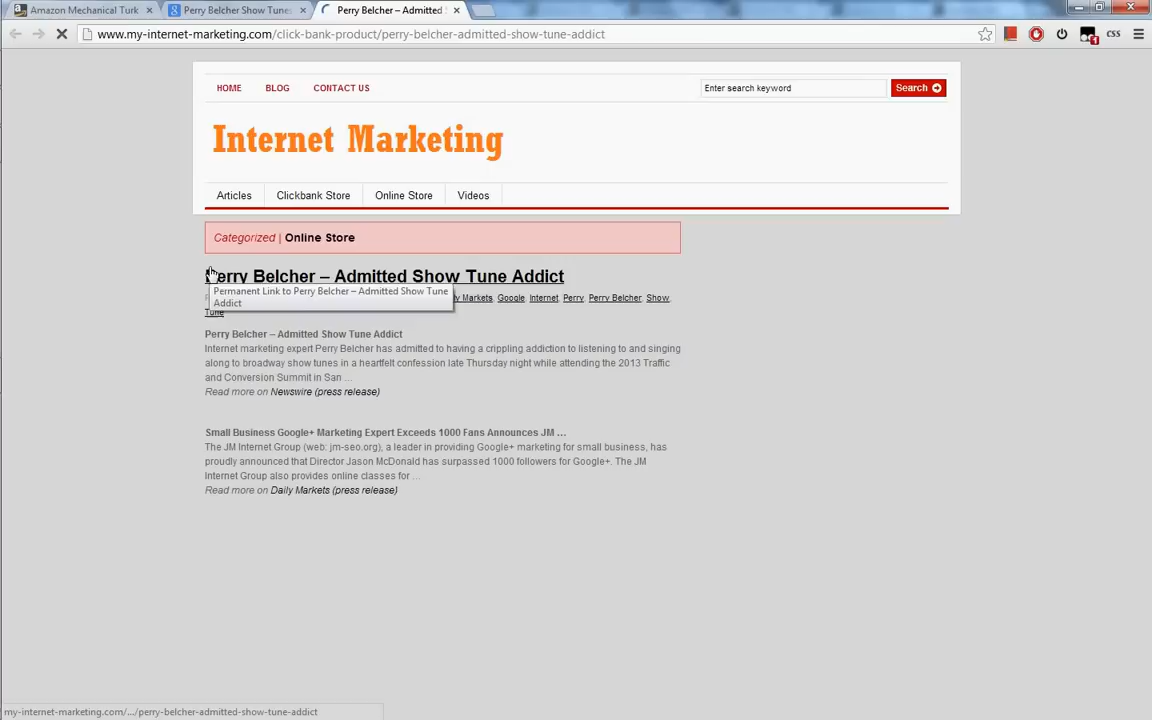 Amazon Mechanical Turk
Perry Belcher Show Tunes
Perry Belcher – Admitted S
www.my-internet-marketing.com/click-bank-product/perry-belcher-admitted-show-tune-addict
1
CSS
HOME
BLOG
CONTACT US
Enter search keyword
Search
Internet Marketing
Articles
Clickbank Store
Online Store
Videos
Categorized | Online Store
Perry Belcher – Admitted Show Tune Addict
Permanent Link to Perry Belcher – Admitted Show Tune
Addict
Markets, Google, Internet, Perry, Perry Belcher, Show,
Tune
Perry Belcher – Admitted Show Tune Addict
Internet marketing expert Perry Belcher has admitted to having a crippling addiction to listening to and singing
along to broadway show tunes in a heartfelt confession late Thursday night while attending the 2013 Traffic
and Conversion Summit in San ...
Read more on Newswire (press release)
Small Business Google+ Marketing Expert Exceeds 1000 Fans Announces JM ...
The JM Internet Group (web: jm-seo.org), a leader in providing Google+ marketing for small business, has
proudly announced that Director Jason McDonald has surpassed 1000 followers for Google+. The JM
Internet Group also provides online classes for ...
Read more on Daily Markets (press release)
my-internet-marketing.com/.../perry-belcher-admitted-show-tune-addict